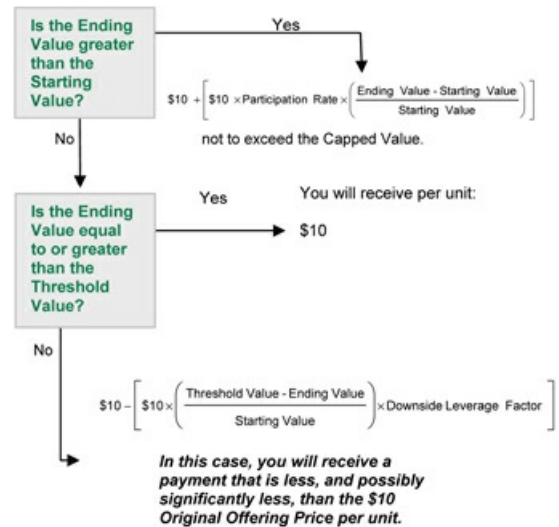 Is the Ending
Value greater
than the
Starting
Value?
Yes
$10 + [ $10 × Participation Rate × ( Ending Value - Starting Value / Starting Value ) ]
not to exceed the Capped Value.
No
Is the Ending
Value equal
to or greater
than the
Threshold
Value?
Yes
You will receive per unit:
$10
No
$10 – [ $10 × ( Threshold Value - Ending Value / Starting Value ) × Downside Leverage Factor ]
In this case, you will receive a
payment that is less, and possibly
significantly less, than the $10
Original Offering Price per unit.